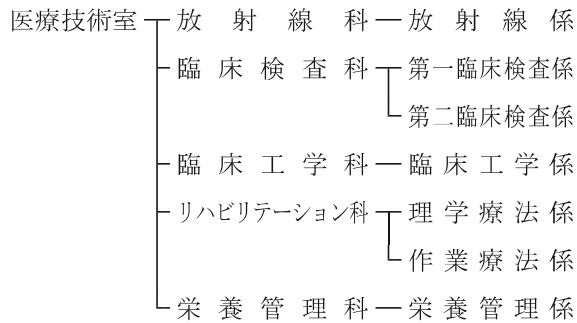 医療技術室 放射線科 放射線係
臨床検査科 第一臨床検査係
第二臨床検査係
臨床工学科 臨床工学係
リハビリテーション科 理学療法係
作業療法係
栄養管理科 栄養管理係